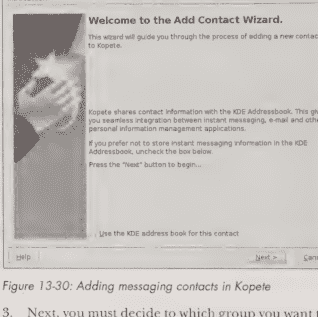 Welcome to the Add Contact Wizard.
This wizard will guide you through the process of adding a new contac
to Kopete.
Kopete shares contact information with the KDE Addressbook. This giv
you seamless integration between instant messaging, e-mail and othe
personal information management applications.
If you prefer not to store instant messaging information in the KDE
Addressbook, uncheck the box below.
Press the "Next" button to begin...
Use the KDE address book for this contact
Help
Next >
Canc
Figure 13-30: Adding messaging contacts in Kopete
3. Next, you must decide to which group you want t